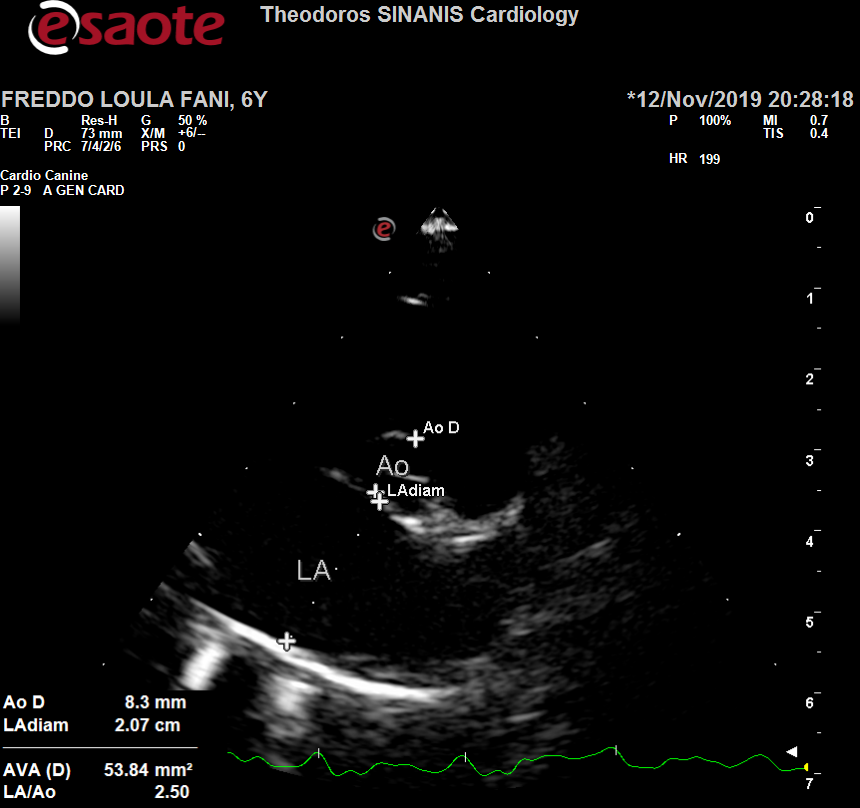 esaote
Theodoros SINANIS Cardiology
FREDDO LOULA FANI, 6Y
*12/Nov/2019 20:28:18
B Res-H G 50 %
TEI D 73 mm X/M +6/--
PRC 7/4/2/6 PRS 0
P 100% MI 0.7
TIS 0.4
HR 199
Cardio Canine
P 2-9 A GEN CARD
e
0
1
2
3
4
5
6
7
Ao D
Ao
LAdiam
LA
Ao D 8.3 mm
LAdiam 2.07 cm
AVA (D) 53.84 mm²
LA/Ao 2.50